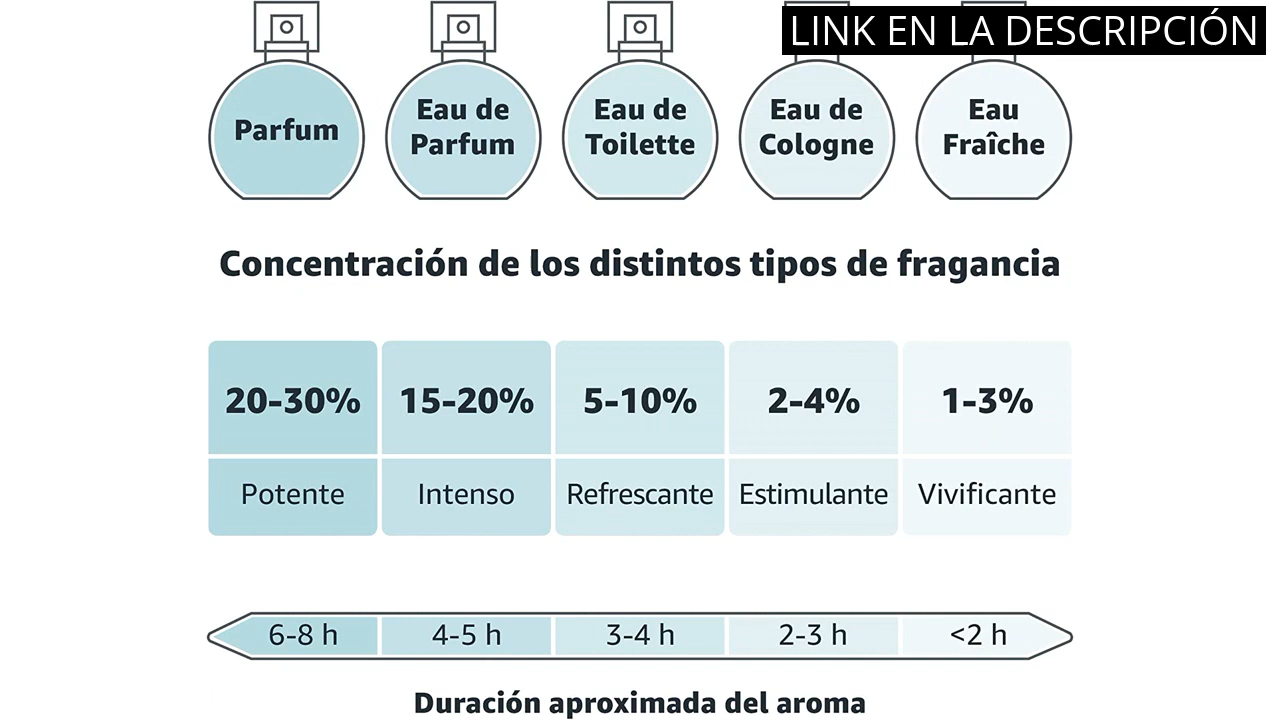 LINK EN LA DESCRIPCIÓN
Parfum
Eau de
Parfum
Eau de
Toilette
Eau de
Cologne
Eau
Fraîche
Concentración de los distintos tipos de fragancia
20-30% 15-20% 5-10% 2-4% 1-3%
Potente Intenso Refrescante Estimulante Vivificante
6-8 h 4-5 h 3-4 h 2-3 h <2 h
Duración aproximada del aroma